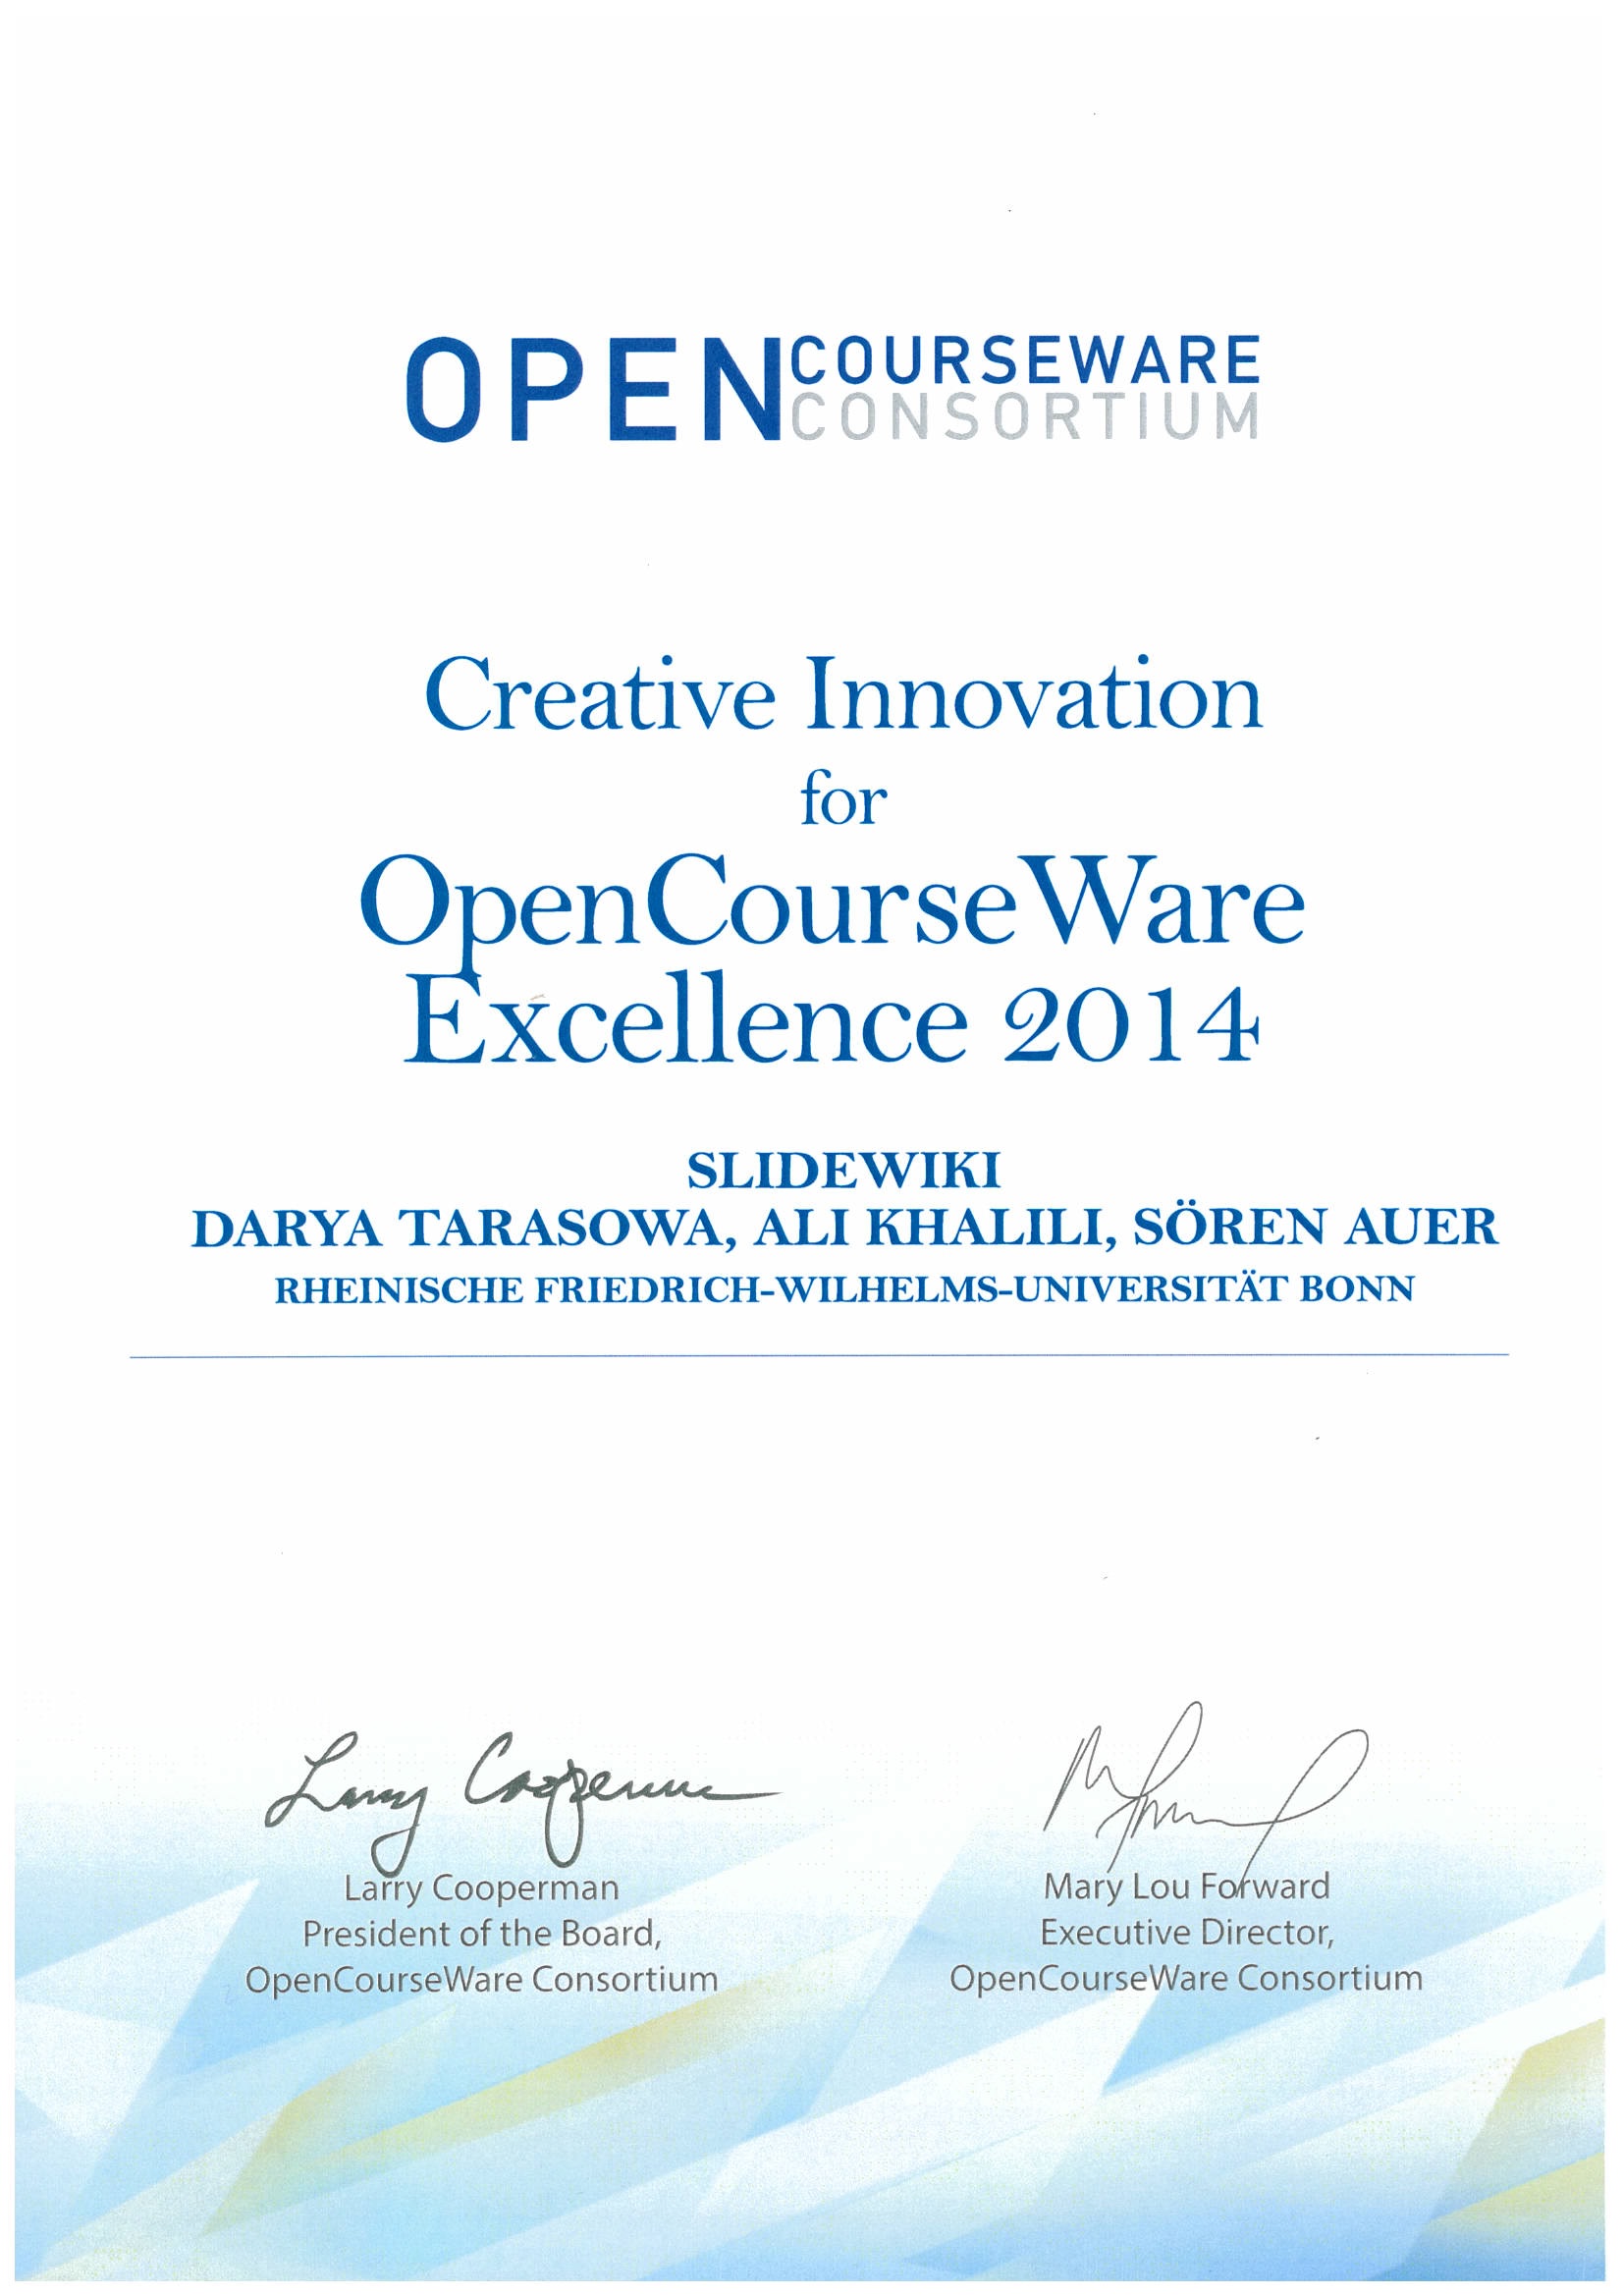 OPEN COURSEWARE
CONSORTIUM
Creative Innovation
for
OpenCourseWare
Excellence 2014
SLIDEWIKI
DARYA TARASOWA, ALI KHALILI, SÖREN AUER
RHEINISCHE FRIEDRICH-WILHELMS-UNIVERSITÄT BONN
Larry Cooperman
Larry Cooperman
President of the Board,
OpenCourseWare Consortium
Mary Lou Forward
Executive Director,
OpenCourseWare Consortium